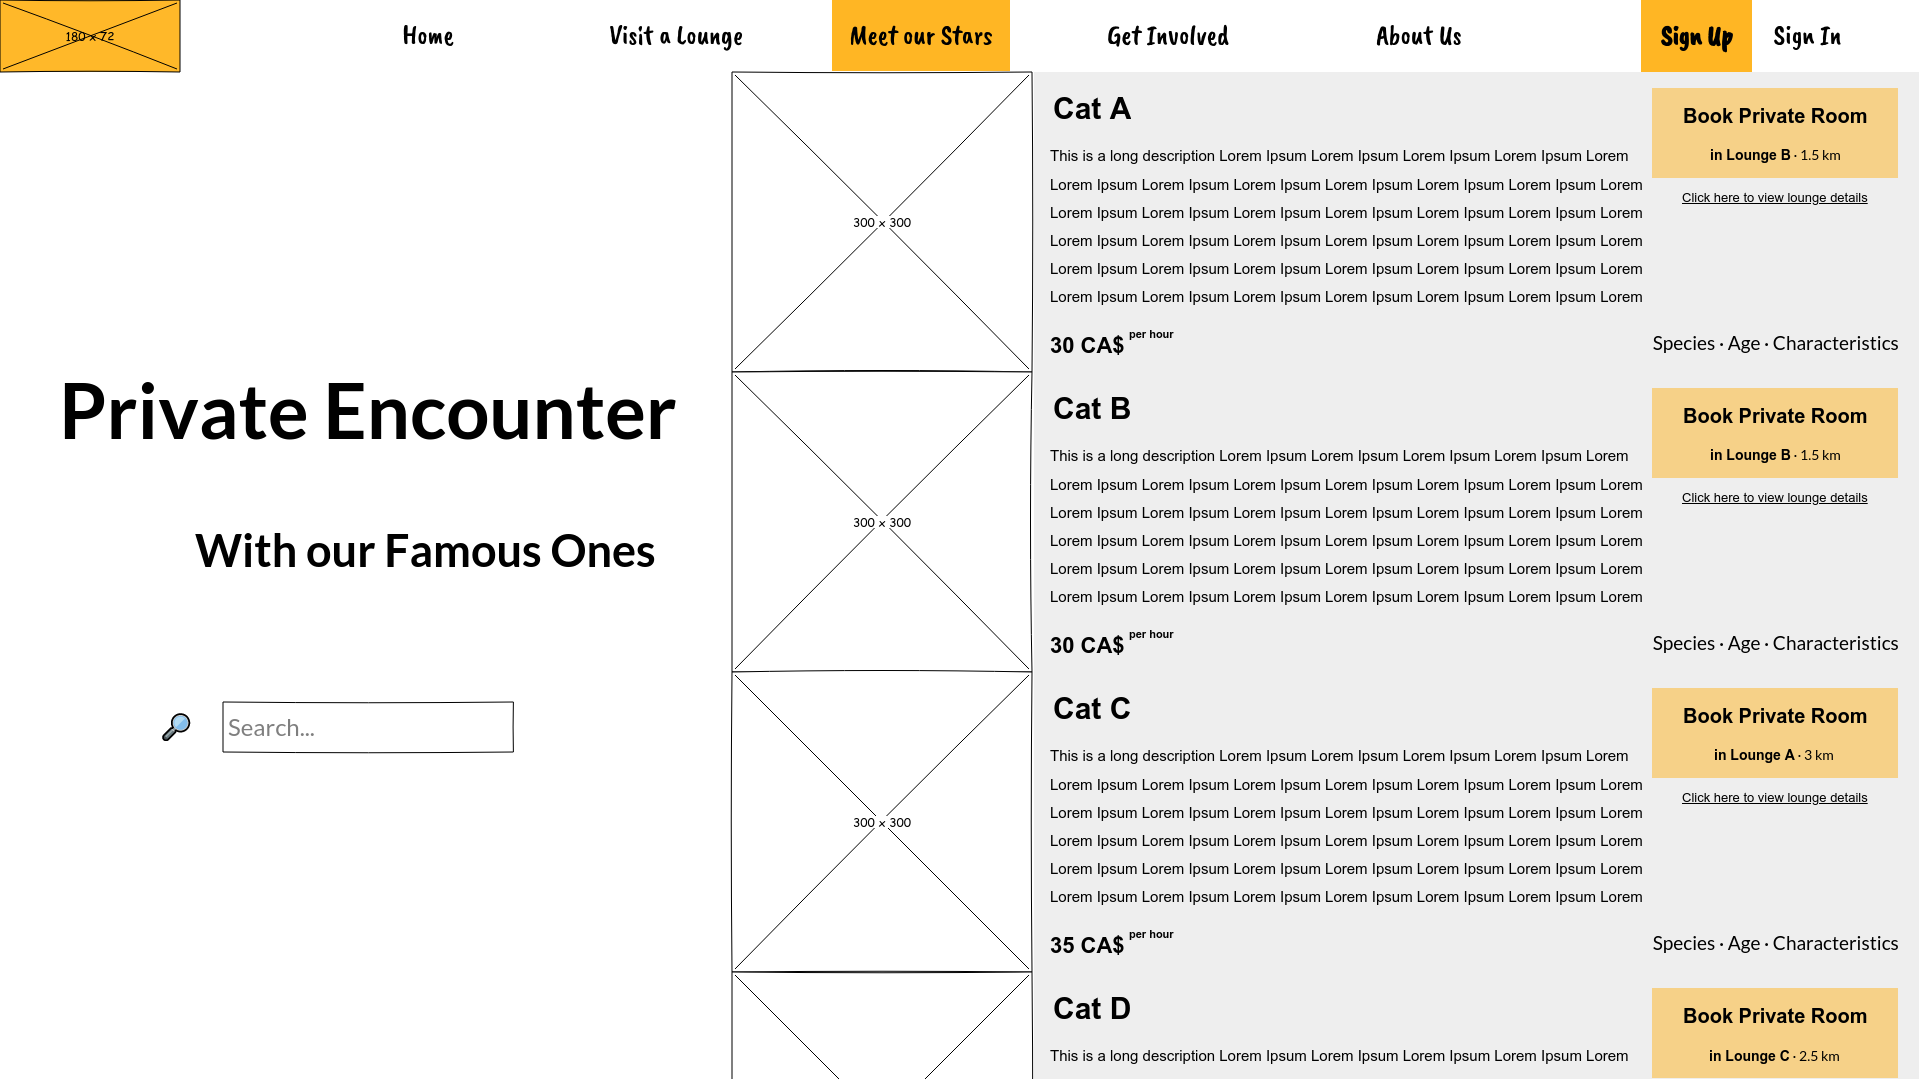 180 x 72
Home
Visit a Lounge
Meet our Stars
Get Involved
About Us
Sign Up
Sign In
Private Encounter
With our Famous Ones
Search...
300 x 300
Cat A
This is a long description Lorem Ipsum Lorem Ipsum Lorem Ipsum Lorem Ipsum Lorem
Lorem Ipsum Lorem Ipsum Lorem Ipsum Lorem Ipsum Lorem Ipsum Lorem Ipsum Lorem
Lorem Ipsum Lorem Ipsum Lorem Ipsum Lorem Ipsum Lorem Ipsum Lorem Ipsum Lorem
Lorem Ipsum Lorem Ipsum Lorem Ipsum Lorem Ipsum Lorem Ipsum Lorem Ipsum Lorem
Lorem Ipsum Lorem Ipsum Lorem Ipsum Lorem Ipsum Lorem Ipsum Lorem Ipsum Lorem
Lorem Ipsum Lorem Ipsum Lorem Ipsum Lorem Ipsum Lorem Ipsum Lorem Ipsum Lorem
30 CA$ per hour
Book Private Room
in Lounge B · 1.5 km
Click here to view lounge details
Species · Age · Characteristics
300 x 300
Cat B
This is a long description Lorem Ipsum Lorem Ipsum Lorem Ipsum Lorem Ipsum Lorem
Lorem Ipsum Lorem Ipsum Lorem Ipsum Lorem Ipsum Lorem Ipsum Lorem Ipsum Lorem
Lorem Ipsum Lorem Ipsum Lorem Ipsum Lorem Ipsum Lorem Ipsum Lorem Ipsum Lorem
Lorem Ipsum Lorem Ipsum Lorem Ipsum Lorem Ipsum Lorem Ipsum Lorem Ipsum Lorem
Lorem Ipsum Lorem Ipsum Lorem Ipsum Lorem Ipsum Lorem Ipsum Lorem Ipsum Lorem
Lorem Ipsum Lorem Ipsum Lorem Ipsum Lorem Ipsum Lorem Ipsum Lorem Ipsum Lorem
30 CA$ per hour
Book Private Room
in Lounge B · 1.5 km
Click here to view lounge details
Species · Age · Characteristics
300 x 300
Cat C
This is a long description Lorem Ipsum Lorem Ipsum Lorem Ipsum Lorem Ipsum Lorem
Lorem Ipsum Lorem Ipsum Lorem Ipsum Lorem Ipsum Lorem Ipsum Lorem Ipsum Lorem
Lorem Ipsum Lorem Ipsum Lorem Ipsum Lorem Ipsum Lorem Ipsum Lorem Ipsum Lorem
Lorem Ipsum Lorem Ipsum Lorem Ipsum Lorem Ipsum Lorem Ipsum Lorem Ipsum Lorem
Lorem Ipsum Lorem Ipsum Lorem Ipsum Lorem Ipsum Lorem Ipsum Lorem Ipsum Lorem
Lorem Ipsum Lorem Ipsum Lorem Ipsum Lorem Ipsum Lorem Ipsum Lorem Ipsum Lorem
35 CA$ per hour
Book Private Room
in Lounge A · 3 km
Click here to view lounge details
Species · Age · Characteristics
Cat D
This is a long description Lorem Ipsum Lorem Ipsum Lorem Ipsum Lorem Ipsum Lorem
Book Private Room
in Lounge C · 2.5 km